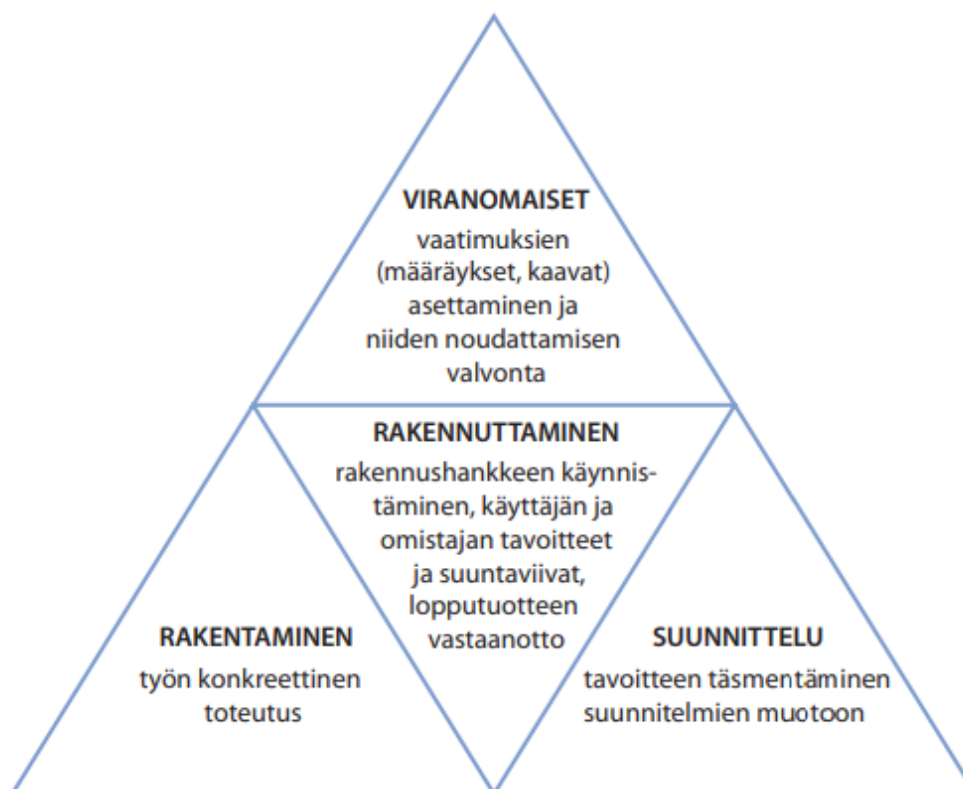 VIRANOMAISET
vaatimuksien
(määräykset, kaavat)
asettaminen ja
niiden noudattamisen
valvonta
RAKENNUTTAMINEN
rakennushankkeen käynnis-
täminen, käyttäjän ja
omistajan tavoitteet
ja suuntaviivat,
lopputuotteen
vastaanotto
RAKENTAMINEN
työn konkreettinen
toteutus
SUUNNITTELU
tavoitteen täsmentäminen
suunnitelmien muotoon